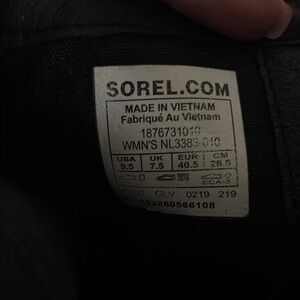 SOREL.COM
MADE IN VIETNAM
Fabriqué Au Vietnam
1876731010
WMN'S NL3383-010
USA UK EUR CM
9.5 7.5 40.5 26.5
GLV 0219 219